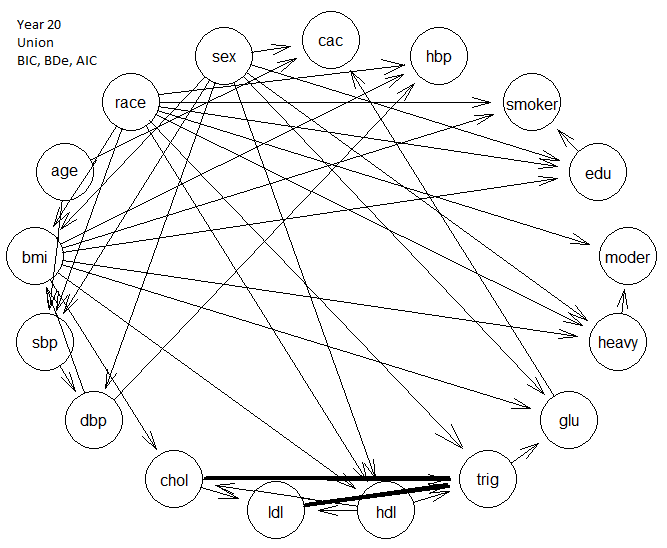 Year 20
Union
BIC, BDe, AIC
sex
cac
hbp
race
smoker
age
edu
bmi
moder
sbp
heavy
dbp
glu
chol
trig
ldl
hdl